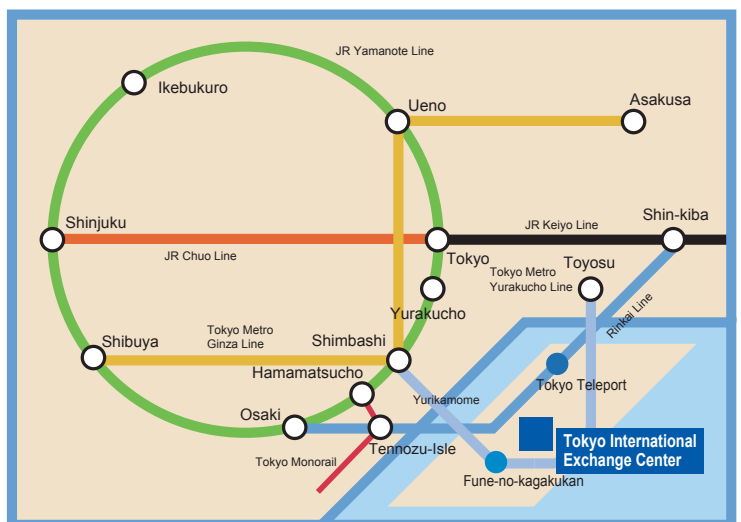 JR Yamanote Line
Ikebukuro
Ueno
Asakusa
Shinjuku
JR Chuo Line
Tokyo
JR Keiyo Line
Shin-kiba
Tokyo Metro
Yurakucho Line
Toyosu
Yurakucho
Rinkai Line
Shibuya
Tokyo Metro
Ginza Line
Shimbashi
Hamamatsucho
Yurikamome
Tokyo Teleport
Osaki
Tennozu-Isle
Tokyo Monorail
Tokyo International
Exchange Center
Fune-no-kagakukan